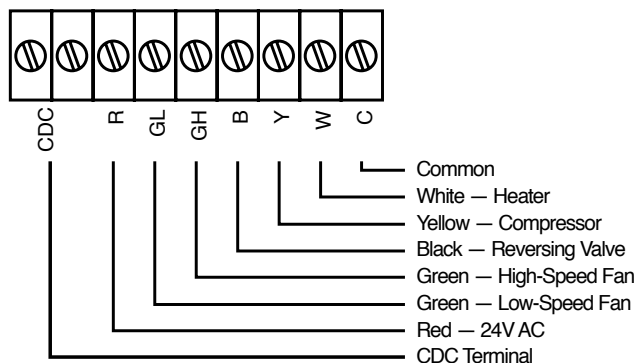 CDC R GL GH B Y W C
Common
White — Heater
Yellow — Compressor
Black — Reversing Valve
Green — High-Speed Fan
Green — Low-Speed Fan
Red — 24V AC
CDC Terminal